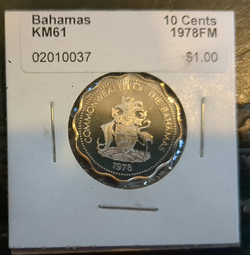 Bahamas 10 Cents
KM61 1978FM
02010037 $1.00
COMMONWEALTH OF THE BAHAMAS
1978